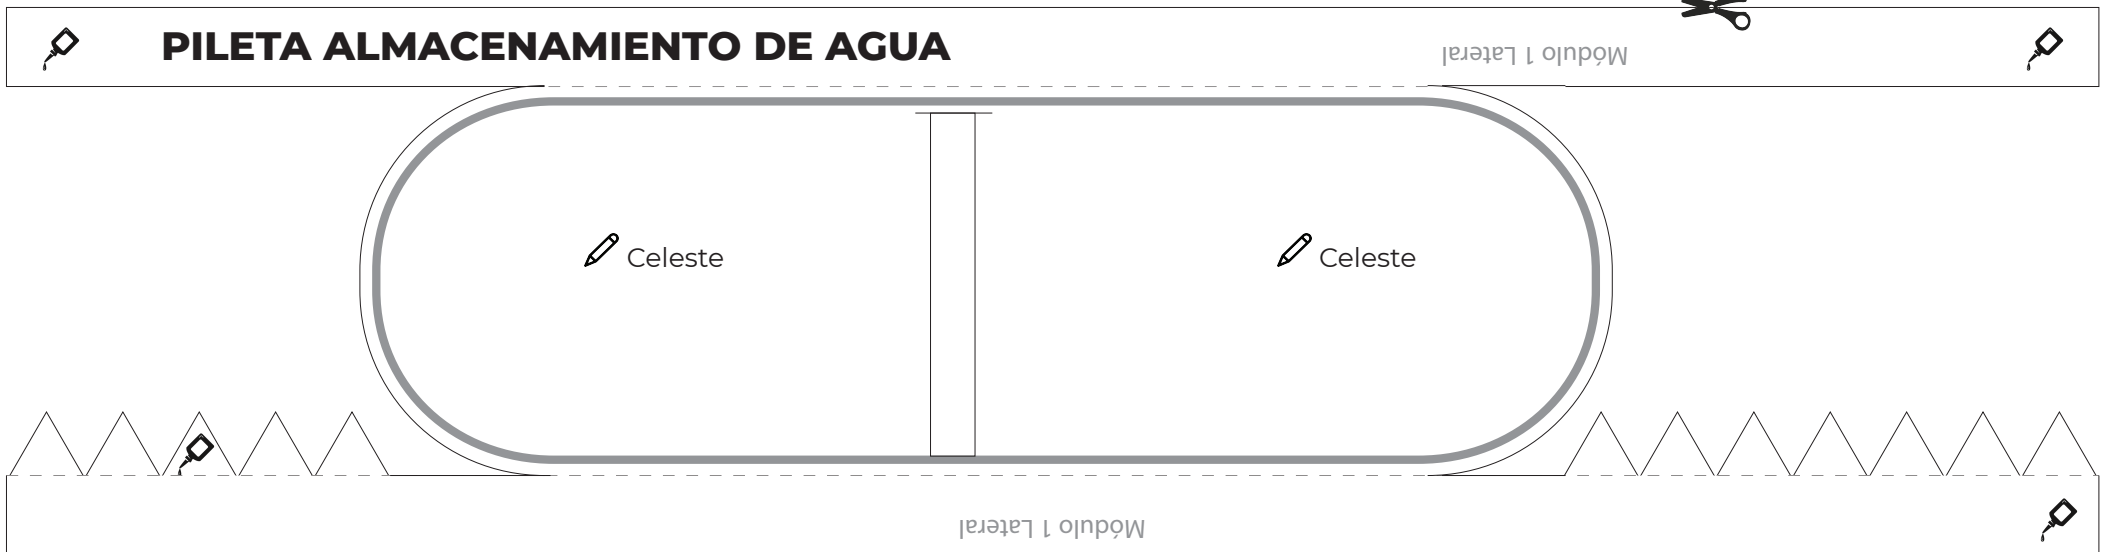 PILETA ALMACENAMIENTO DE AGUA
Módulo 1 Lateral
Celeste
Celeste
Módulo 1 Lateral